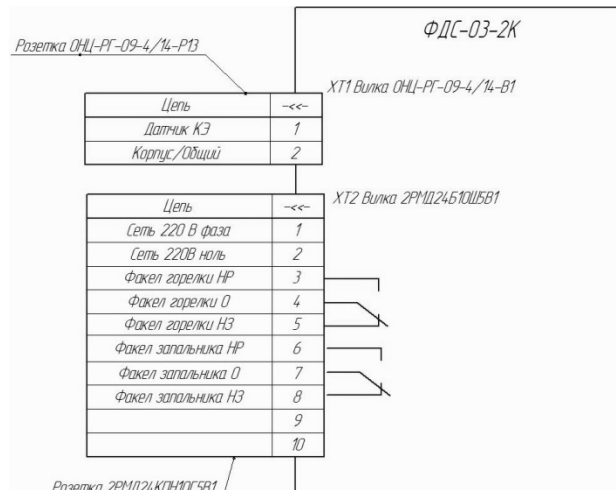 ФДС-03-2К
Розетка ОНЦ-РГ-09-4/14-Р13
ХТ1 Вилка ОНЦ-РГ-09-4/14-В1
Цепь -<<-
Датчик КЭ 1
Корпус/Общий 2
ХТ2 Вилка 2РМД24Б10Ш5В1
Цепь -<<-
Сеть 220 В фаза 1
Сеть 220В ноль 2
Факел горелки НР 3
Факел горелки О 4
Факел горелки НЗ 5
Факел запальника НР 6
Факел запальника О 7
Факел запальника НЗ 8
9
10
Розетка 2РМД24КПН10Г5В1